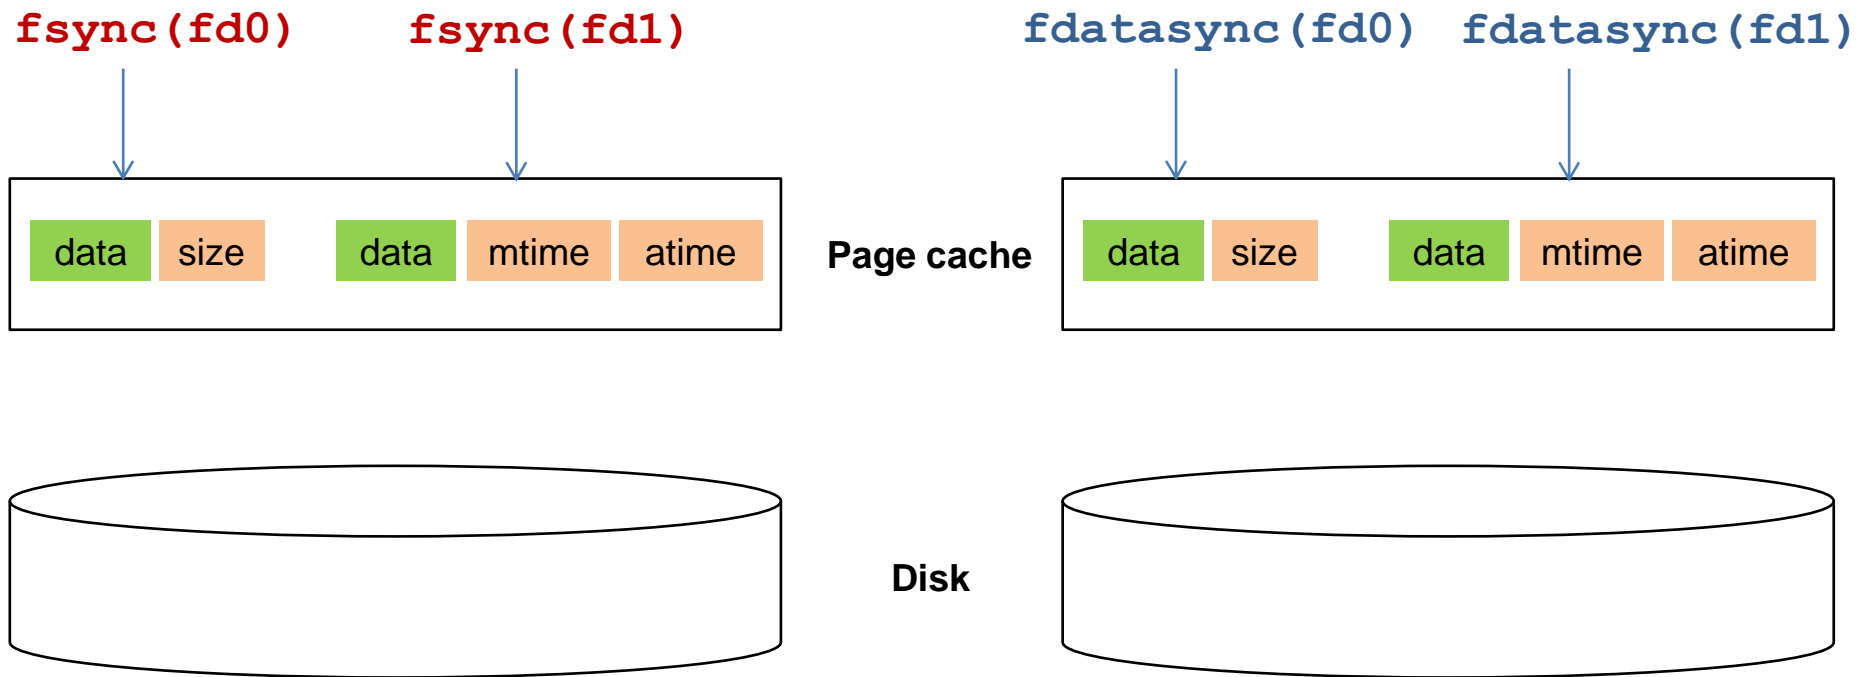 fsync(fd0) fsync(fd1) fdatasync(fd0) fdatasync(fd1)
data size data mtime atime Page cache data size data mtime atime
Disk